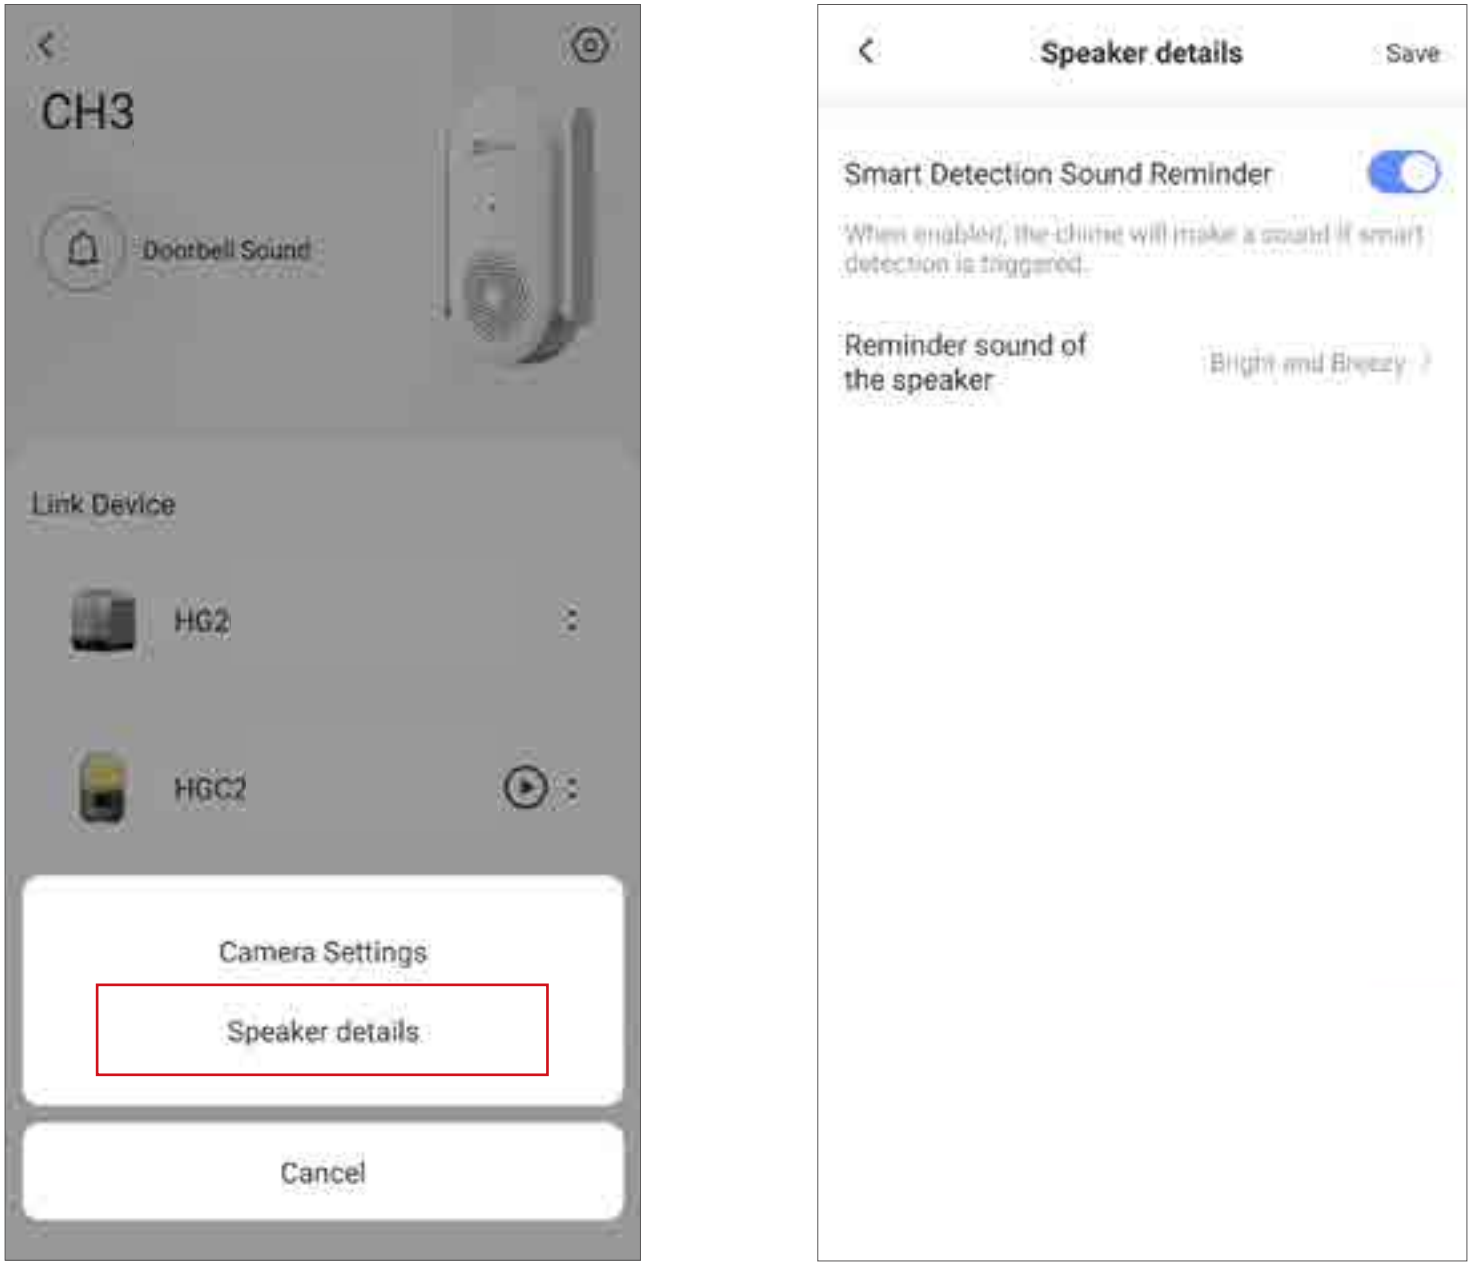 CH3
Doorbell Sound
Link Device
HG2
HGC2
Camera Settings
Speaker details
Cancel
Speaker details
Save
Smart Detection Sound Reminder
When enabled, the chime will make a sound if smart
detection is triggered.
Reminder sound of
the speaker
Bright and Breezy